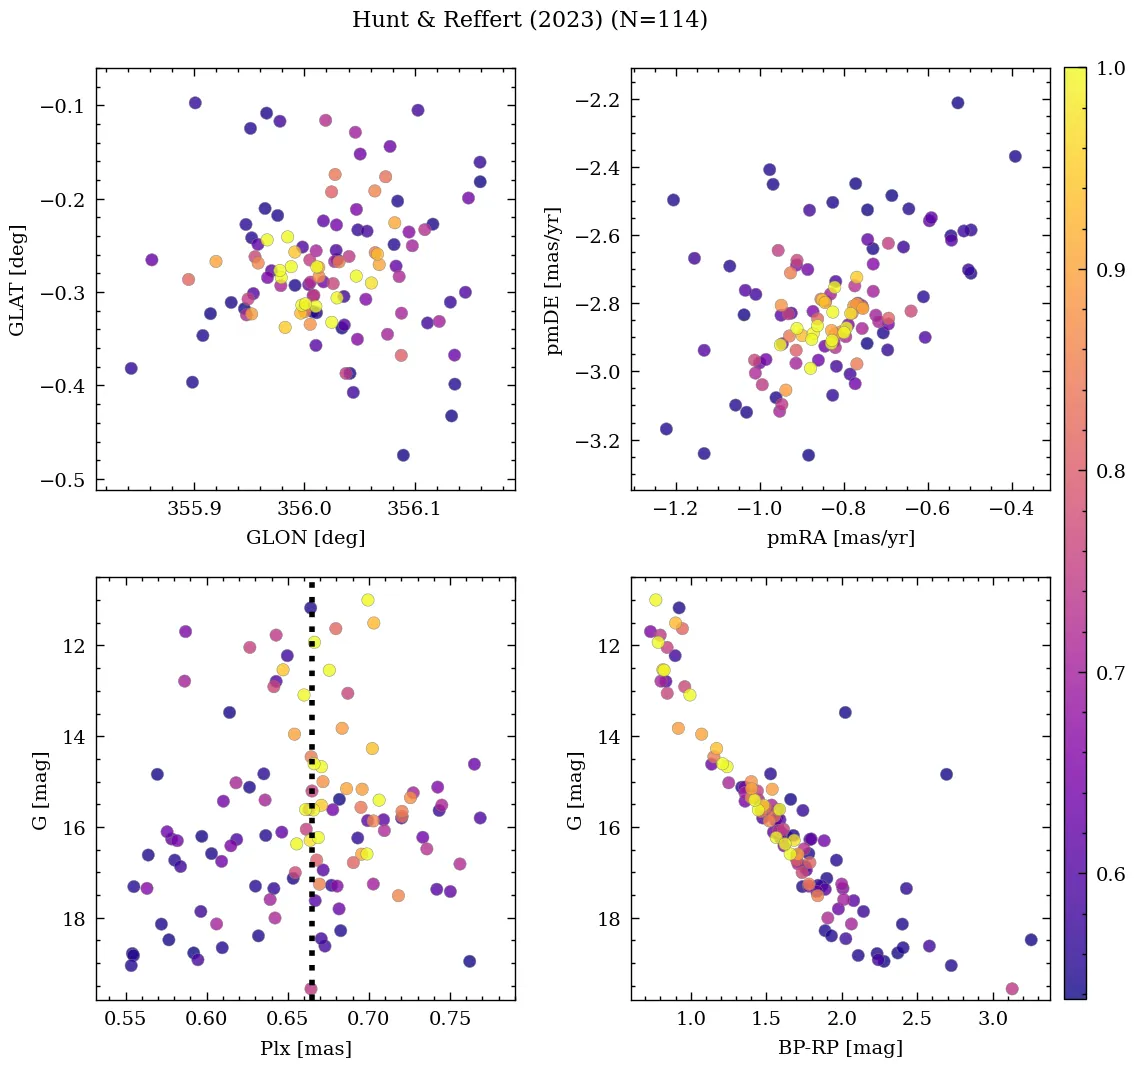 Hunt & Reffert (2023) (N=114)
−0.1
−0.2
−0.3
−0.4
−0.5
GLAT [deg]
355.9 356.0 356.1
GLON [deg]
−2.2
−2.4
−2.6
−2.8
−3.0
−3.2
pmDE [mas/yr]
−1.2 −1.0 −0.8 −0.6 −0.4
pmRA [mas/yr]
1.0
0.9
0.8
0.7
0.6
12
14
16
18
G [mag]
0.55 0.60 0.65 0.70 0.75
Plx [mas]
12
14
16
18
G [mag]
1.0 1.5 2.0 2.5 3.0
BP-RP [mag]